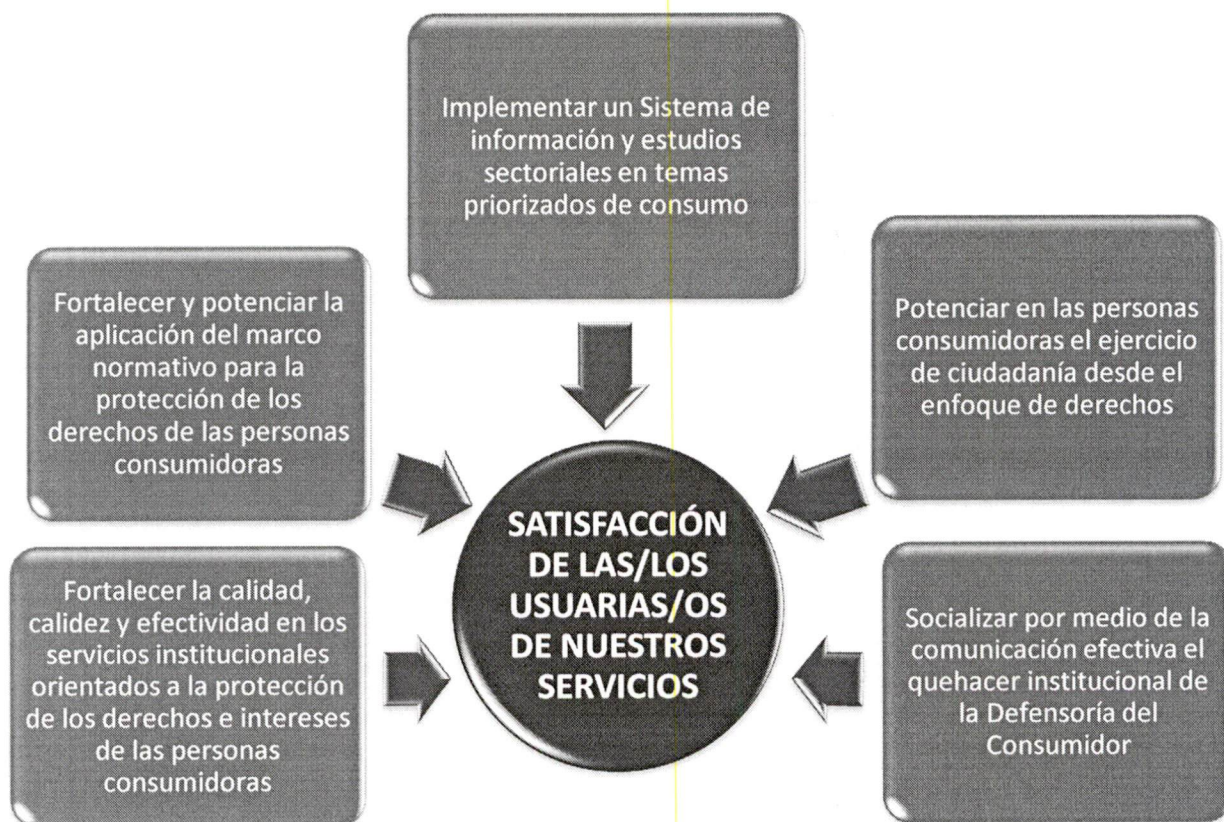 Implementar un Sistema de
información y estudios
sectoriales en temas
priorizados de consumo
Fortalecer y potenciar la
aplicación del marco
normativo para la
protección de los
derechos de las personas
consumidoras
Potenciar en las personas
consumidoras el ejercicio
de ciudadanía desde el
enfoque de derechos
SATISFACCIÓN
DE LAS/LOS
USUARIAS/OS
DE NUESTROS
SERVICIOS
Fortalecer la calidad,
calidez y efectividad en los
servicios institucionales
orientados a la protección
de los derechos e intereses
de las personas
consumidoras
Socializar por medio de la
comunicación efectiva el
quehacer institucional de
la Defensoría del
Consumidor